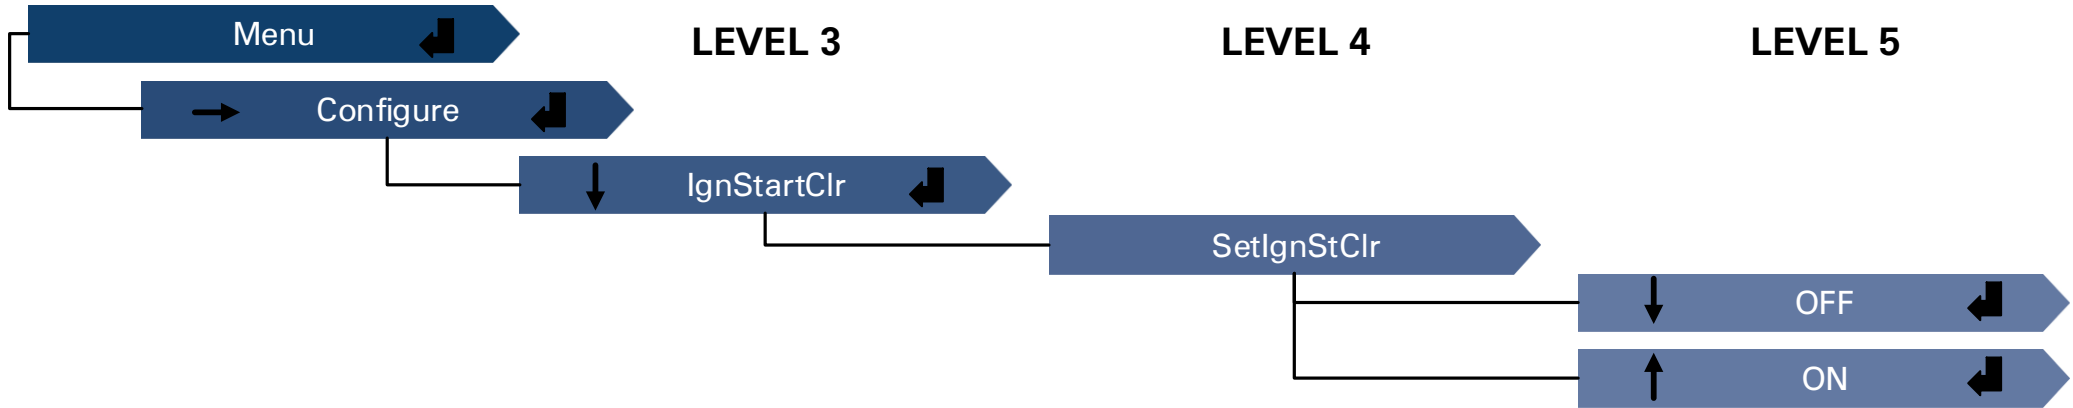 Menu
LEVEL 3
LEVEL 4
LEVEL 5
Configure
IgnStartClr
SetIgnStClr
OFF
ON